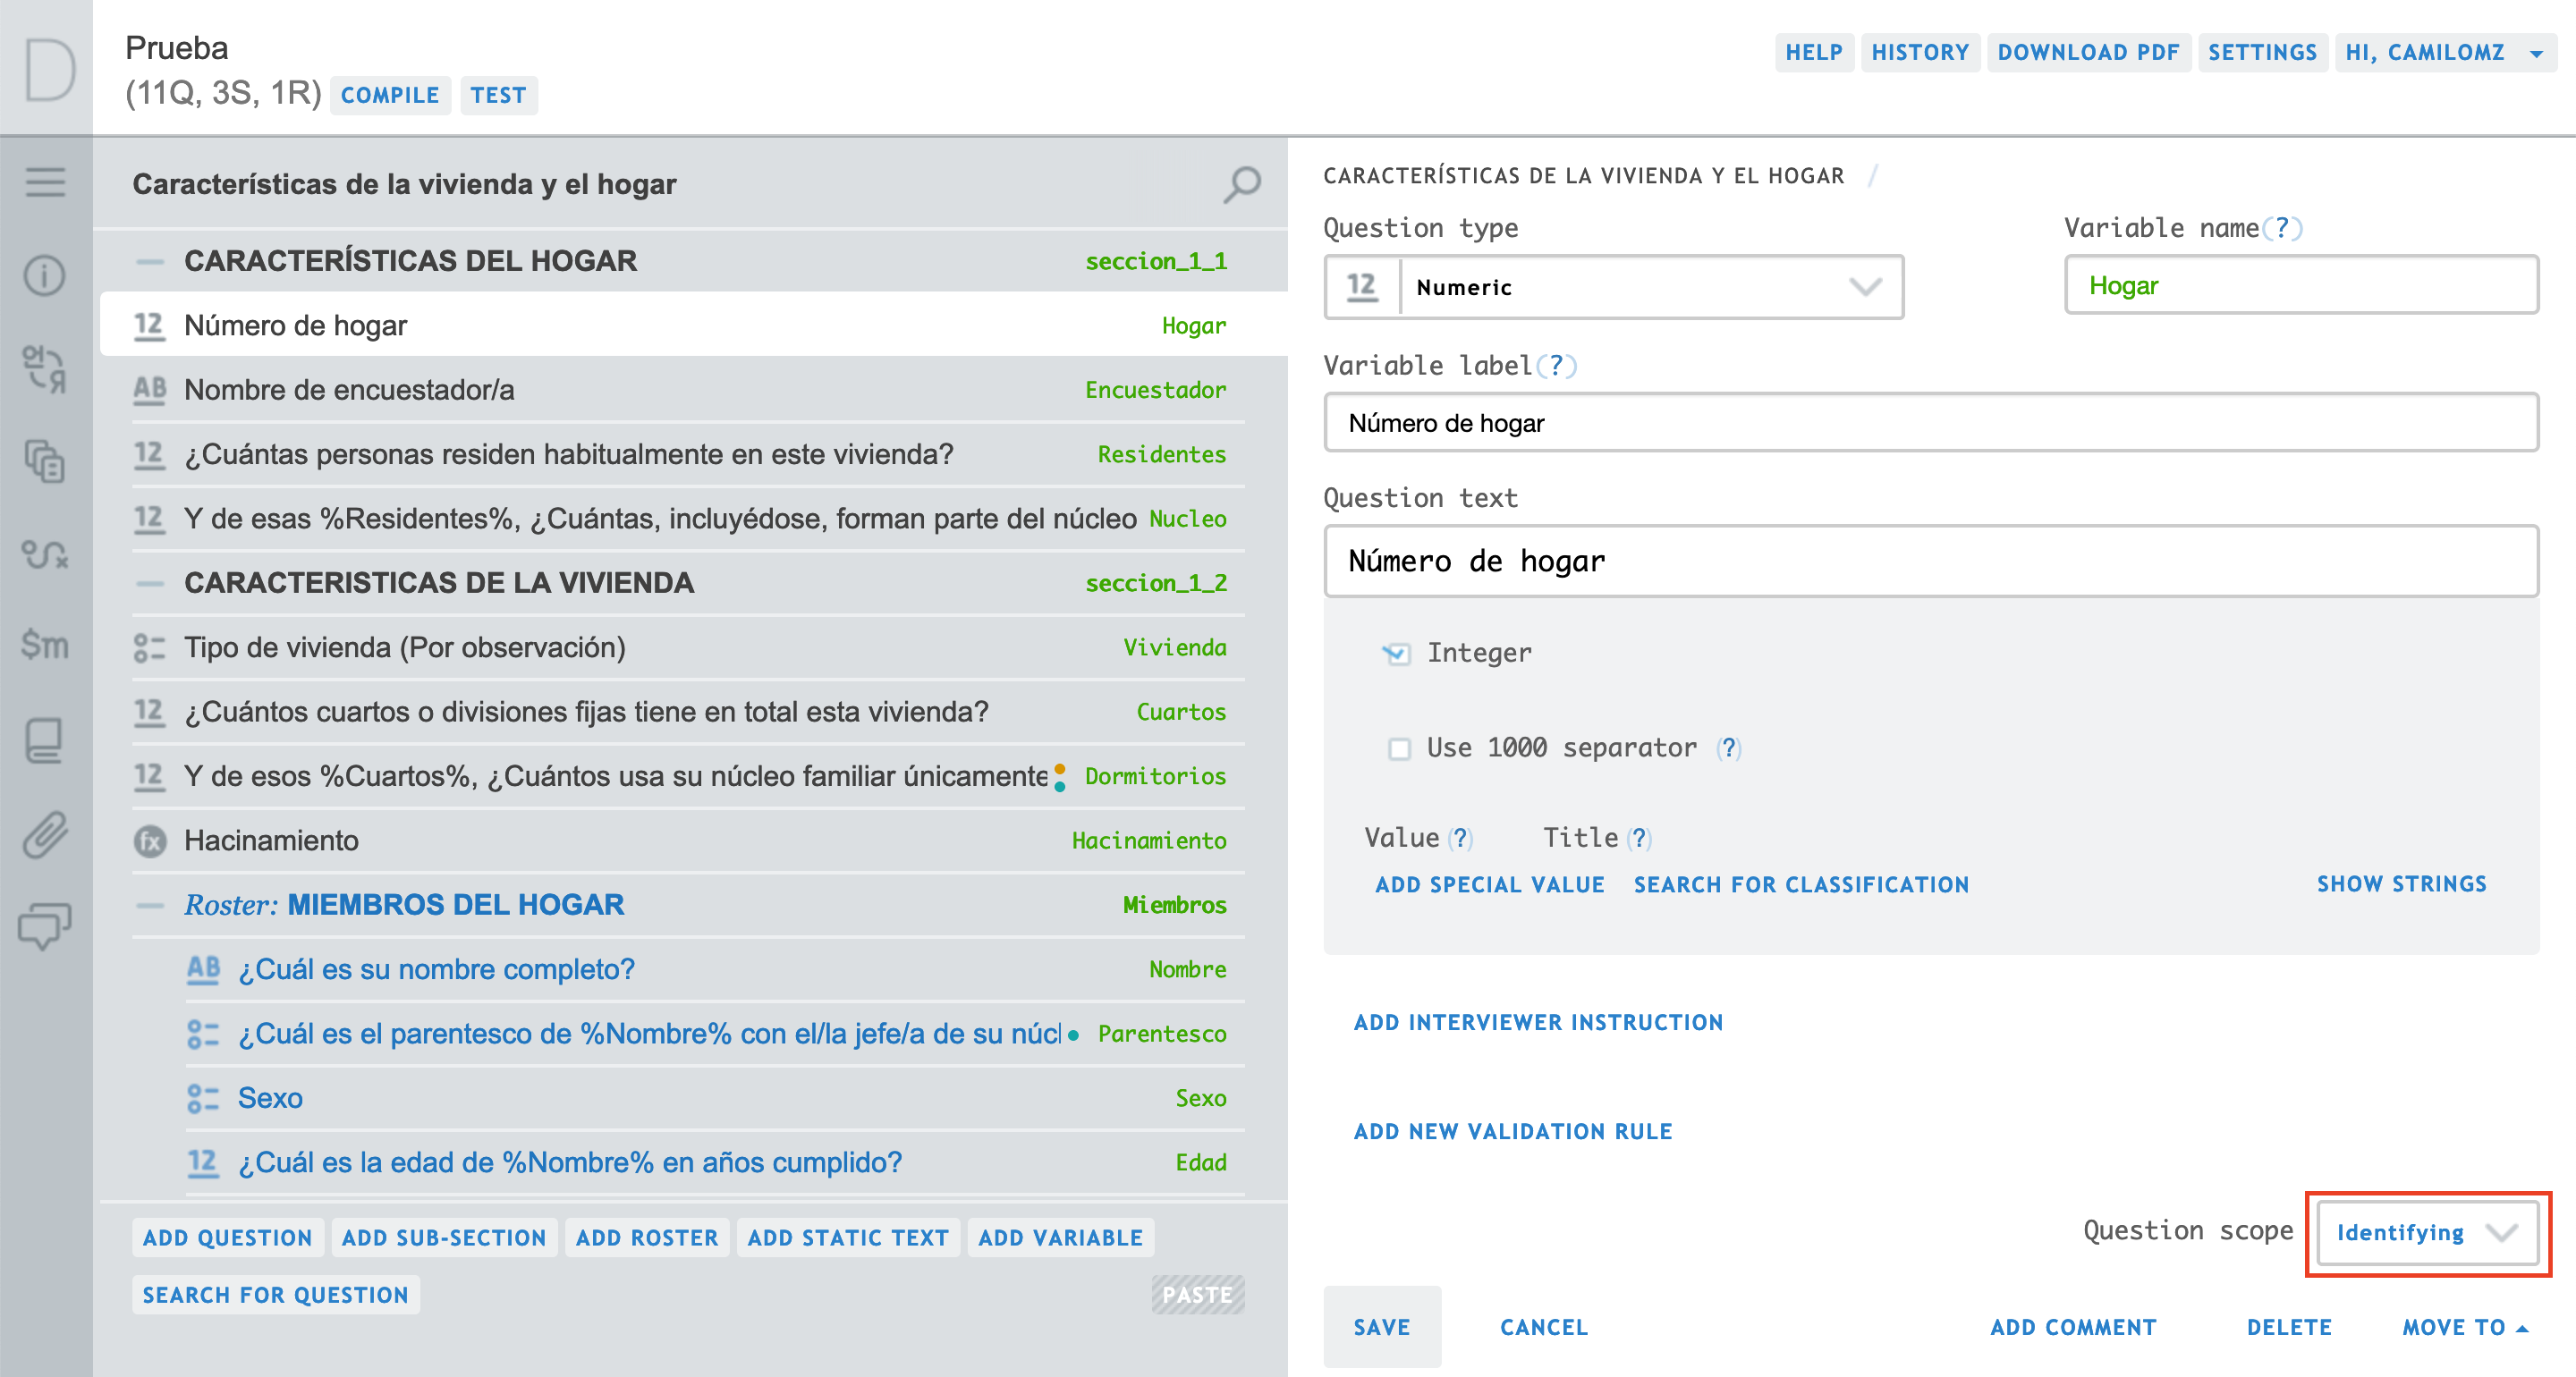 D
Prueba
(11Q, 3S, 1R) COMPILE TEST
HELP HISTORY DOWNLOAD PDF SETTINGS HI, CAMILOMZ
Características de la vivienda y el hogar
CARACTERÍSTICAS DEL HOGAR seccion_1_1
12 Número de hogar Hogar
AB Nombre de encuestador/a Encuestador
12 ¿Cuántas personas residen habitualmente en este vivienda? Residentes
12 Y de esas %Residentes%, ¿Cuántas, incluyédose, forman parte del núcleo Nucleo
CARACTERISTICAS DE LA VIVIENDA seccion_1_2
Tipo de vivienda (Por observación) Vivienda
12 ¿Cuántos cuartos o divisiones fijas tiene en total esta vivienda? Cuartos
12 Y de esos %Cuartos%, ¿Cuántos usa su núcleo familiar únicamente Dormitorios
fx Hacinamiento Hacinamiento
Roster: MIEMBROS DEL HOGAR Miembros
AB ¿Cuál es su nombre completo? Nombre
¿Cuál es el parentesco de %Nombre% con el/la jefe/a de su núcl Parentesco
Sexo Sexo
12 ¿Cuál es la edad de %Nombre% en años cumplido? Edad
ADD QUESTION ADD SUB-SECTION ADD ROSTER ADD STATIC TEXT ADD VARIABLE
SEARCH FOR QUESTION PASTE
$m
CARACTERÍSTICAS DE LA VIVIENDA Y EL HOGAR /
Question type Variable name(?)
12 Numeric Hogar
Variable label(?)
Número de hogar
Question text
Número de hogar
Integer
Use 1000 separator (?)
Value (?) Title (?)
ADD SPECIAL VALUE SEARCH FOR CLASSIFICATION SHOW STRINGS
ADD INTERVIEWER INSTRUCTION
ADD NEW VALIDATION RULE
Question scope Identifying
SAVE CANCEL ADD COMMENT DELETE MOVE TO